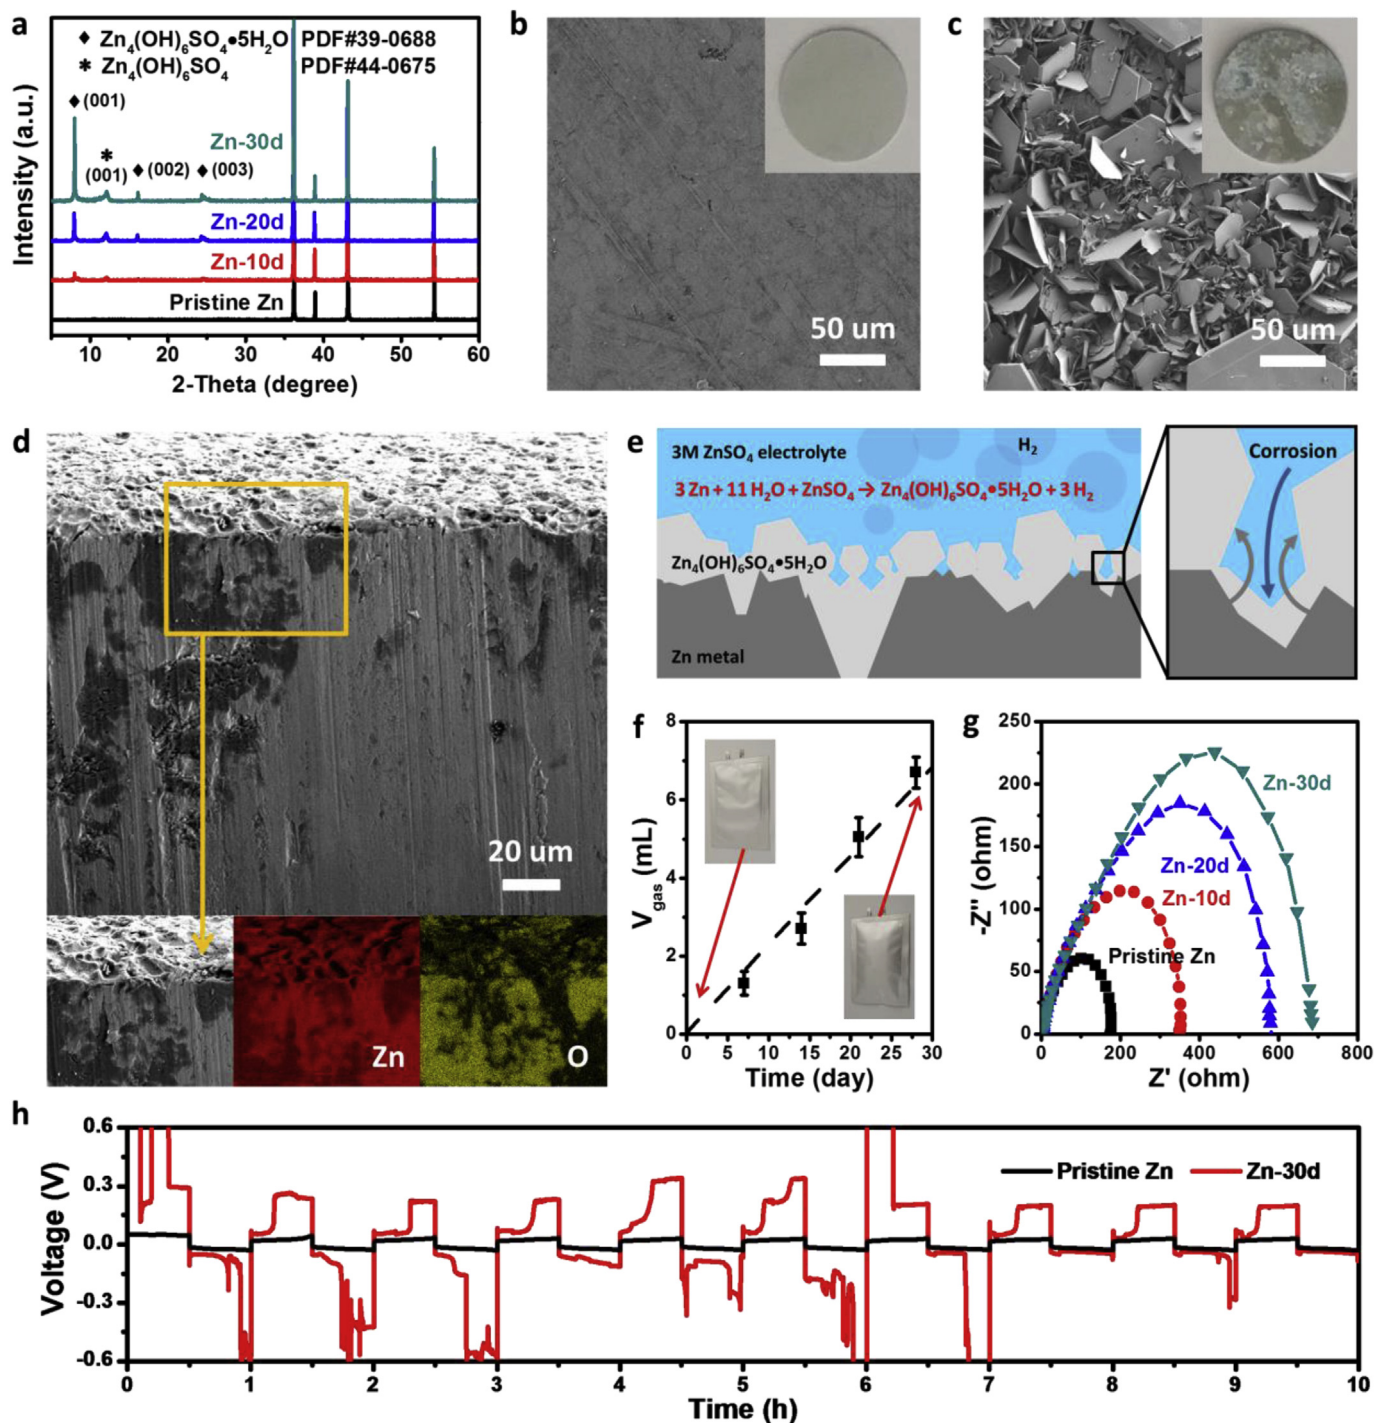 a
◆ Zn4(OH)6SO4•5H2O PDF#39-0688
* Zn4(OH)6SO4 PDF#44-0675
◆ (001)
*
(001)
◆ (002)
◆ (003)
Zn-30d
Zn-20d
Zn-10d
Pristine Zn
Intensity (a.u.)
10 20 30 40 50 60
2-Theta (degree)
b
50 um
c
50 um
d
20 um
Zn
O
e
3M ZnSO4 electrolyte
H2
3 Zn + 11 H2O + ZnSO4 → Zn4(OH)6SO4•5H2O + 3 H2
Zn4(OH)6SO4•5H2O
Zn metal
Corrosion
f
8
6
4
2
0
Vgas (mL)
0 5 10 15 20 25 30
Time (day)
g
250
200
150
100
50
0
-Z'' (ohm)
Zn-30d
Zn-20d
Zn-10d
Pristine Zn
0 200 400 600 800
Z' (ohm)
h
0.6
0.3
0.0
-0.3
-0.6
Voltage (V)
Pristine Zn Zn-30d
0 1 2 3 4 5 6 7 8 9 10
Time (h)